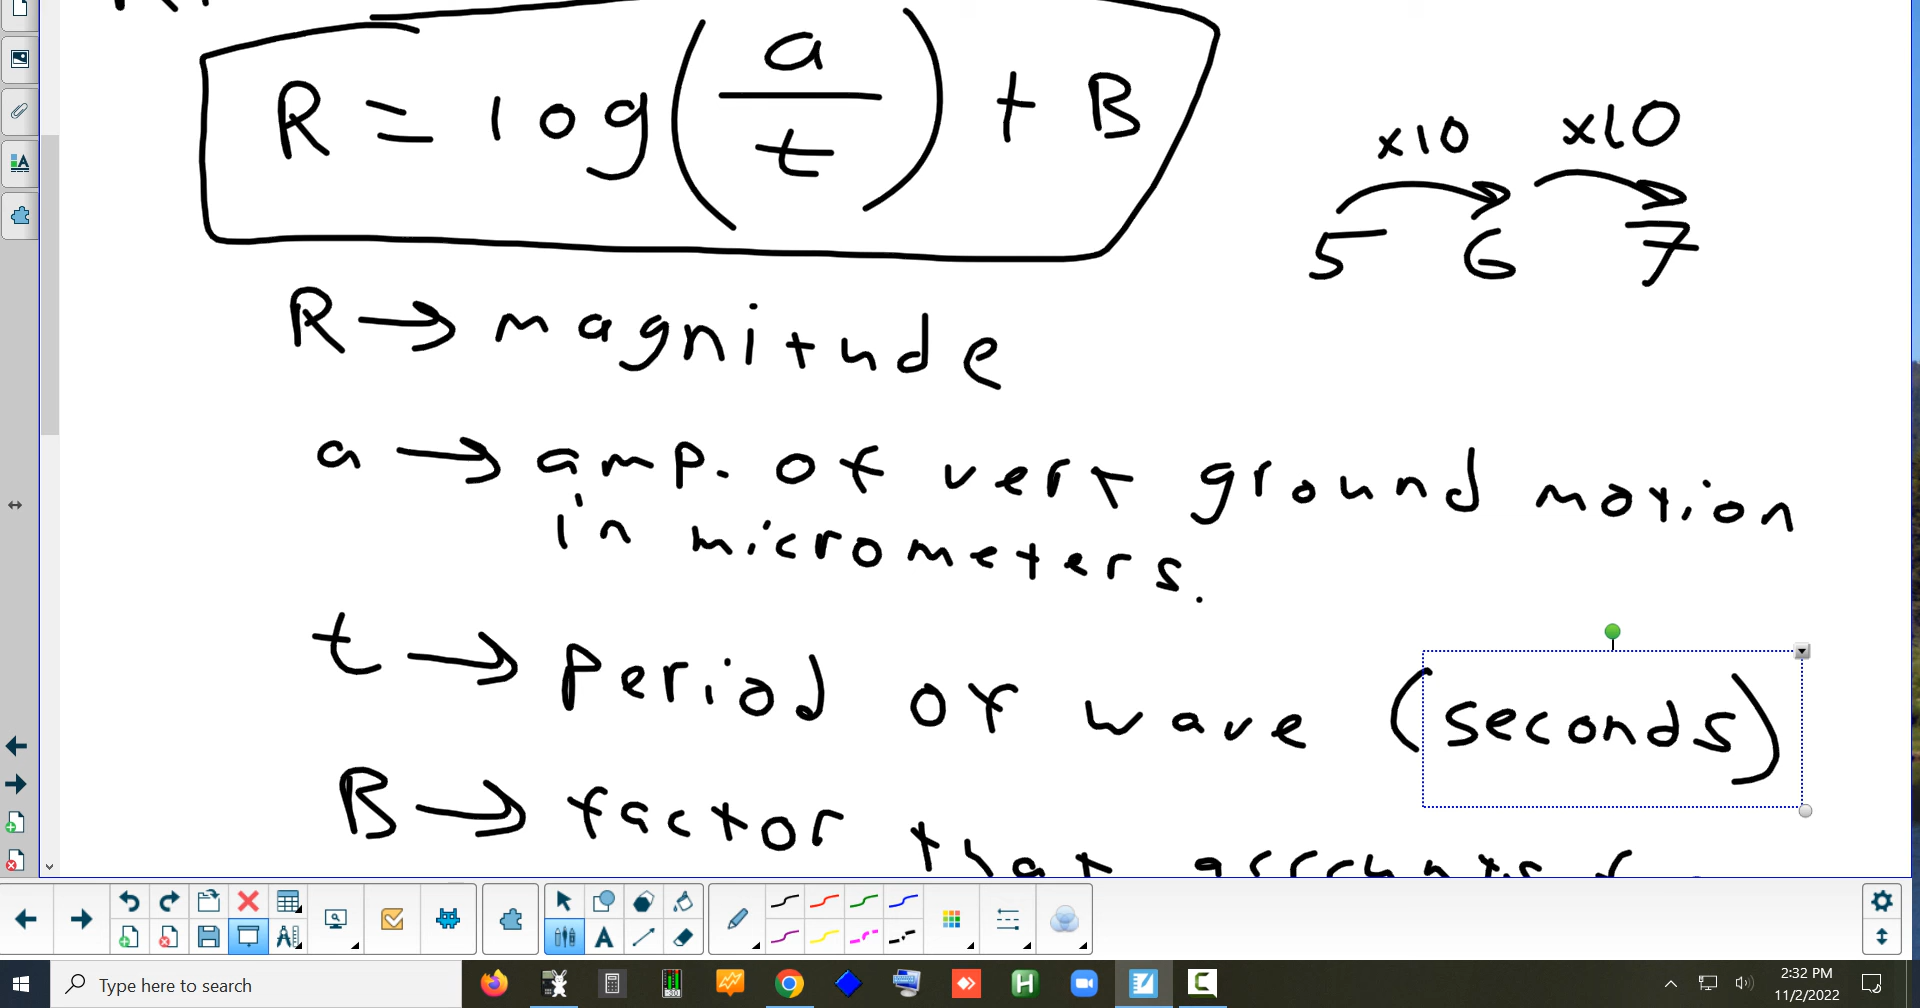 R = log(a/t) + B
x10 x10
5 6 7
R → magnitude
a → amp. of vert ground motion
in micrometers.
t → period of wave (seconds)
B → factor that accounts
A
Type here to search
2:32 PM
11/2/2022